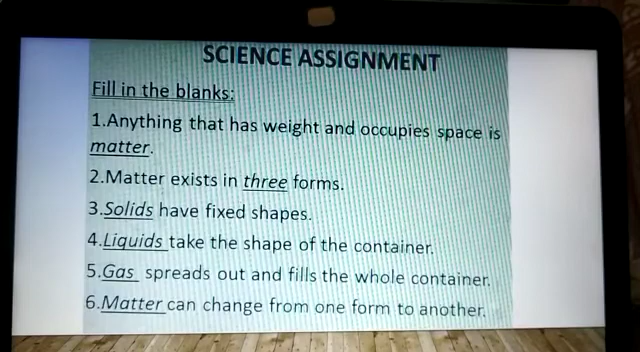 SCIENCE ASSIGNMENT
Fill in the blanks:
1.Anything that has weight and occupies space is
matter.
2.Matter exists in three forms.
3.Solids have fixed shapes.
4.Liquids take the shape of the container.
5.Gas spreads out and fills the whole container.
6.Matter can change from one form to another.